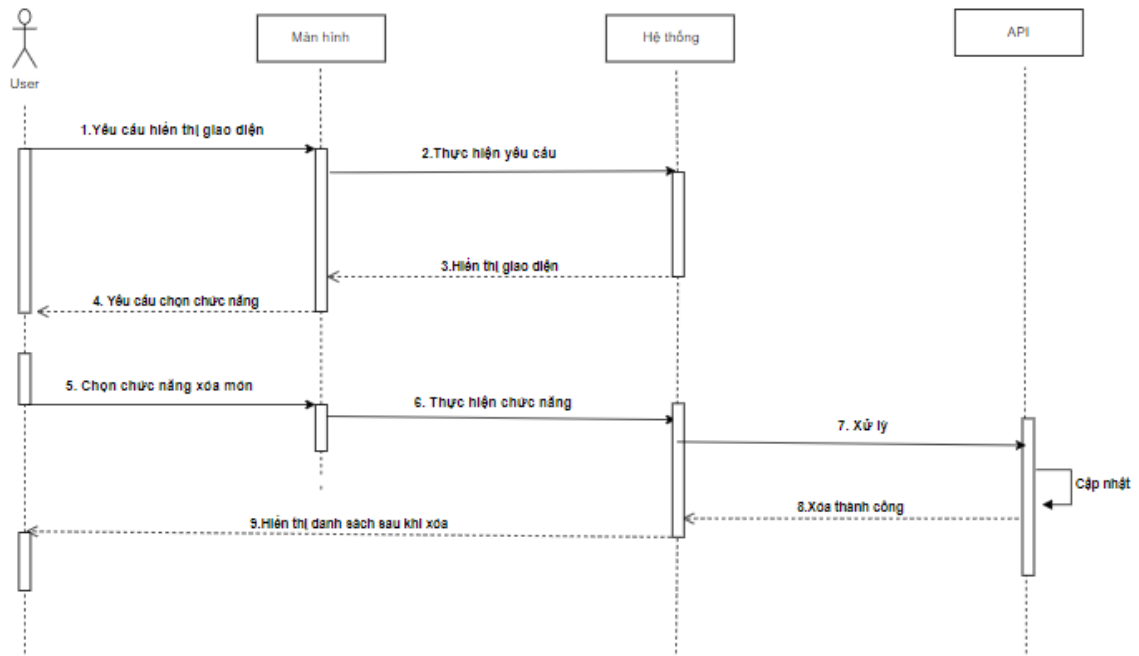 Màn hình
Hệ thống
API
User
1.Yêu cầu hiển thị giao diện
2.Thực hiện yêu cầu
3.Hiển thị giao diện
4. Yêu cầu chọn chức năng
5. Chọn chức năng xóa món
6. Thực hiện chức năng
7. Xử lý
Cập nhật
8.Xóa thành công
9.Hiển thị danh sách sau khi xóa